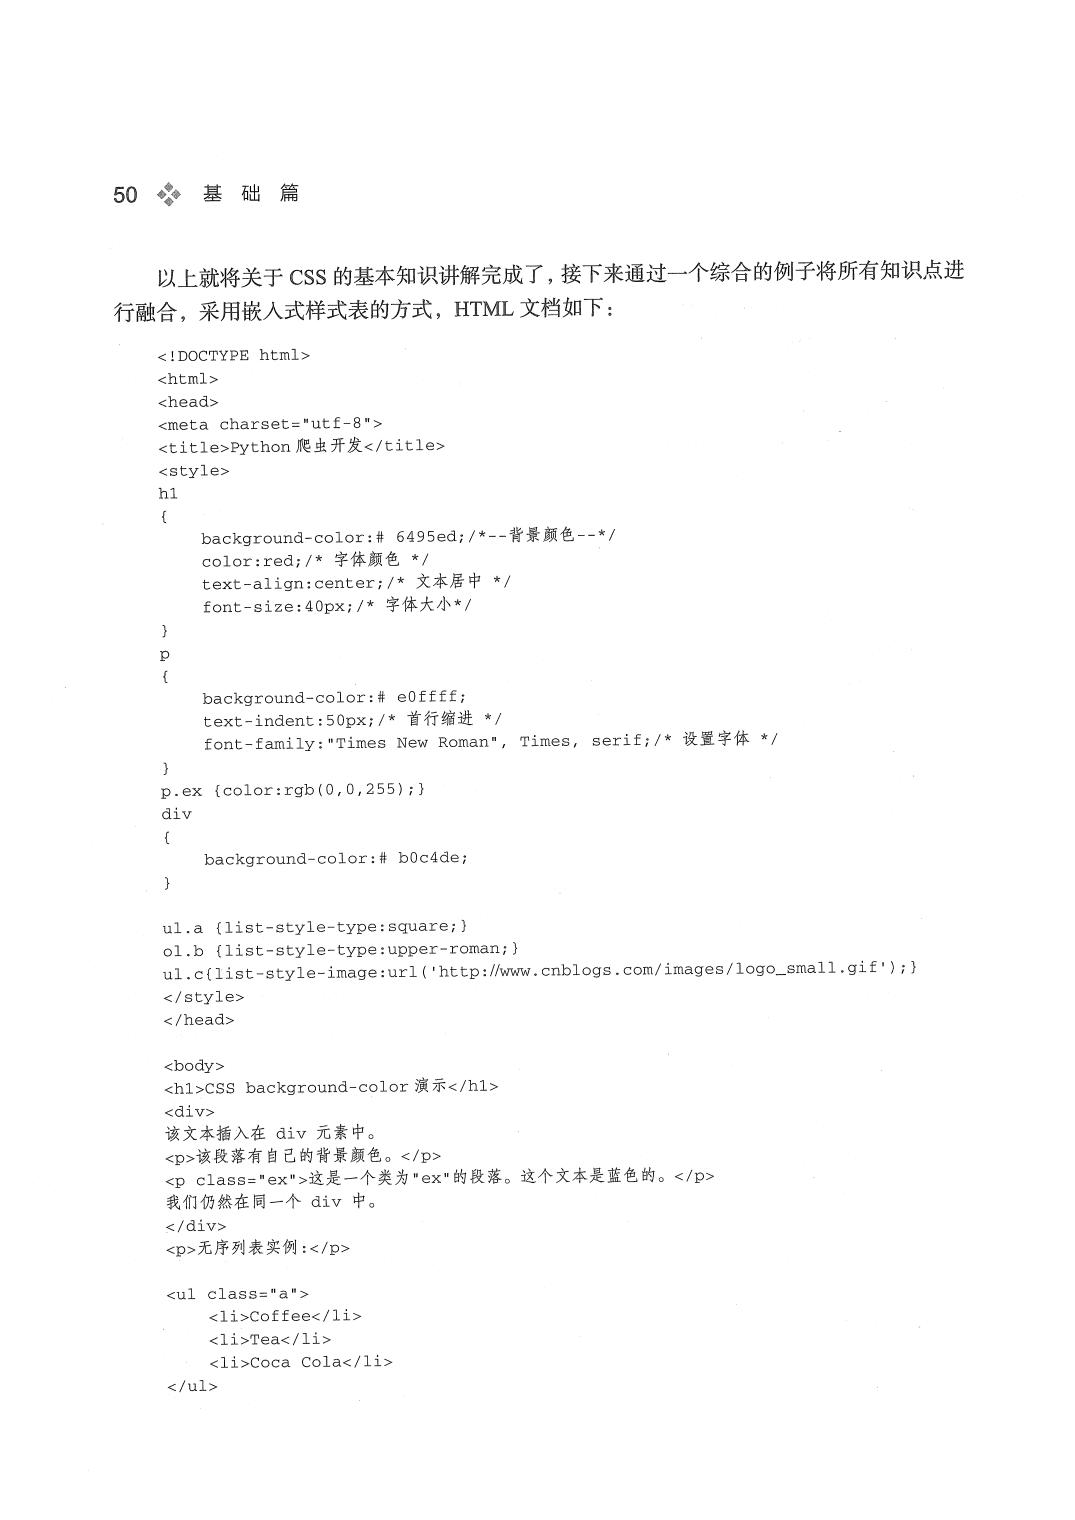 50 基 础 篇
以上就将关于 CSS 的基本知识讲解完成了，接下来通过一个综合的例子将所有知识点进
行融合，采用嵌入式样式表的方式，HTML 文档如下：
<!DOCTYPE html>
<html>
<head>
<meta charset="utf-8">
<title>Python 爬虫开发</title>
<style>
h1
{
    background-color:# 6495ed;/*--背景颜色--*/
    color:red;/* 字体颜色 */
    text-align:center;/* 文本居中 */
    font-size:40px;/* 字体大小*/
}
p
{
    background-color:# e0ffff;
    text-indent:50px;/* 首行缩进 */
    font-family:"Times New Roman", Times, serif;/* 设置字体 */
}
p.ex {color:rgb(0,0,255);}
div
{
    background-color:# b0c4de;
}
ul.a {list-style-type:square;}
ol.b {list-style-type:upper-roman;}
ul.c{list-style-image:url('http://www.cnblogs.com/images/logo_small.gif');}
</style>
</head>
<body>
<h1>CSS background-color 演示</h1>
<div>
该文本插入在 div 元素中。
<p>该段落有自己的背景颜色。</p>
<p class="ex">这是一个类为"ex"的段落。这个文本是蓝色的。</p>
我们仍然在同一个 div 中。
</div>
<p>无序列表实例:</p>
<ul class="a">
    <li>Coffee</li>
    <li>Tea</li>
    <li>Coca Cola</li>
</ul>